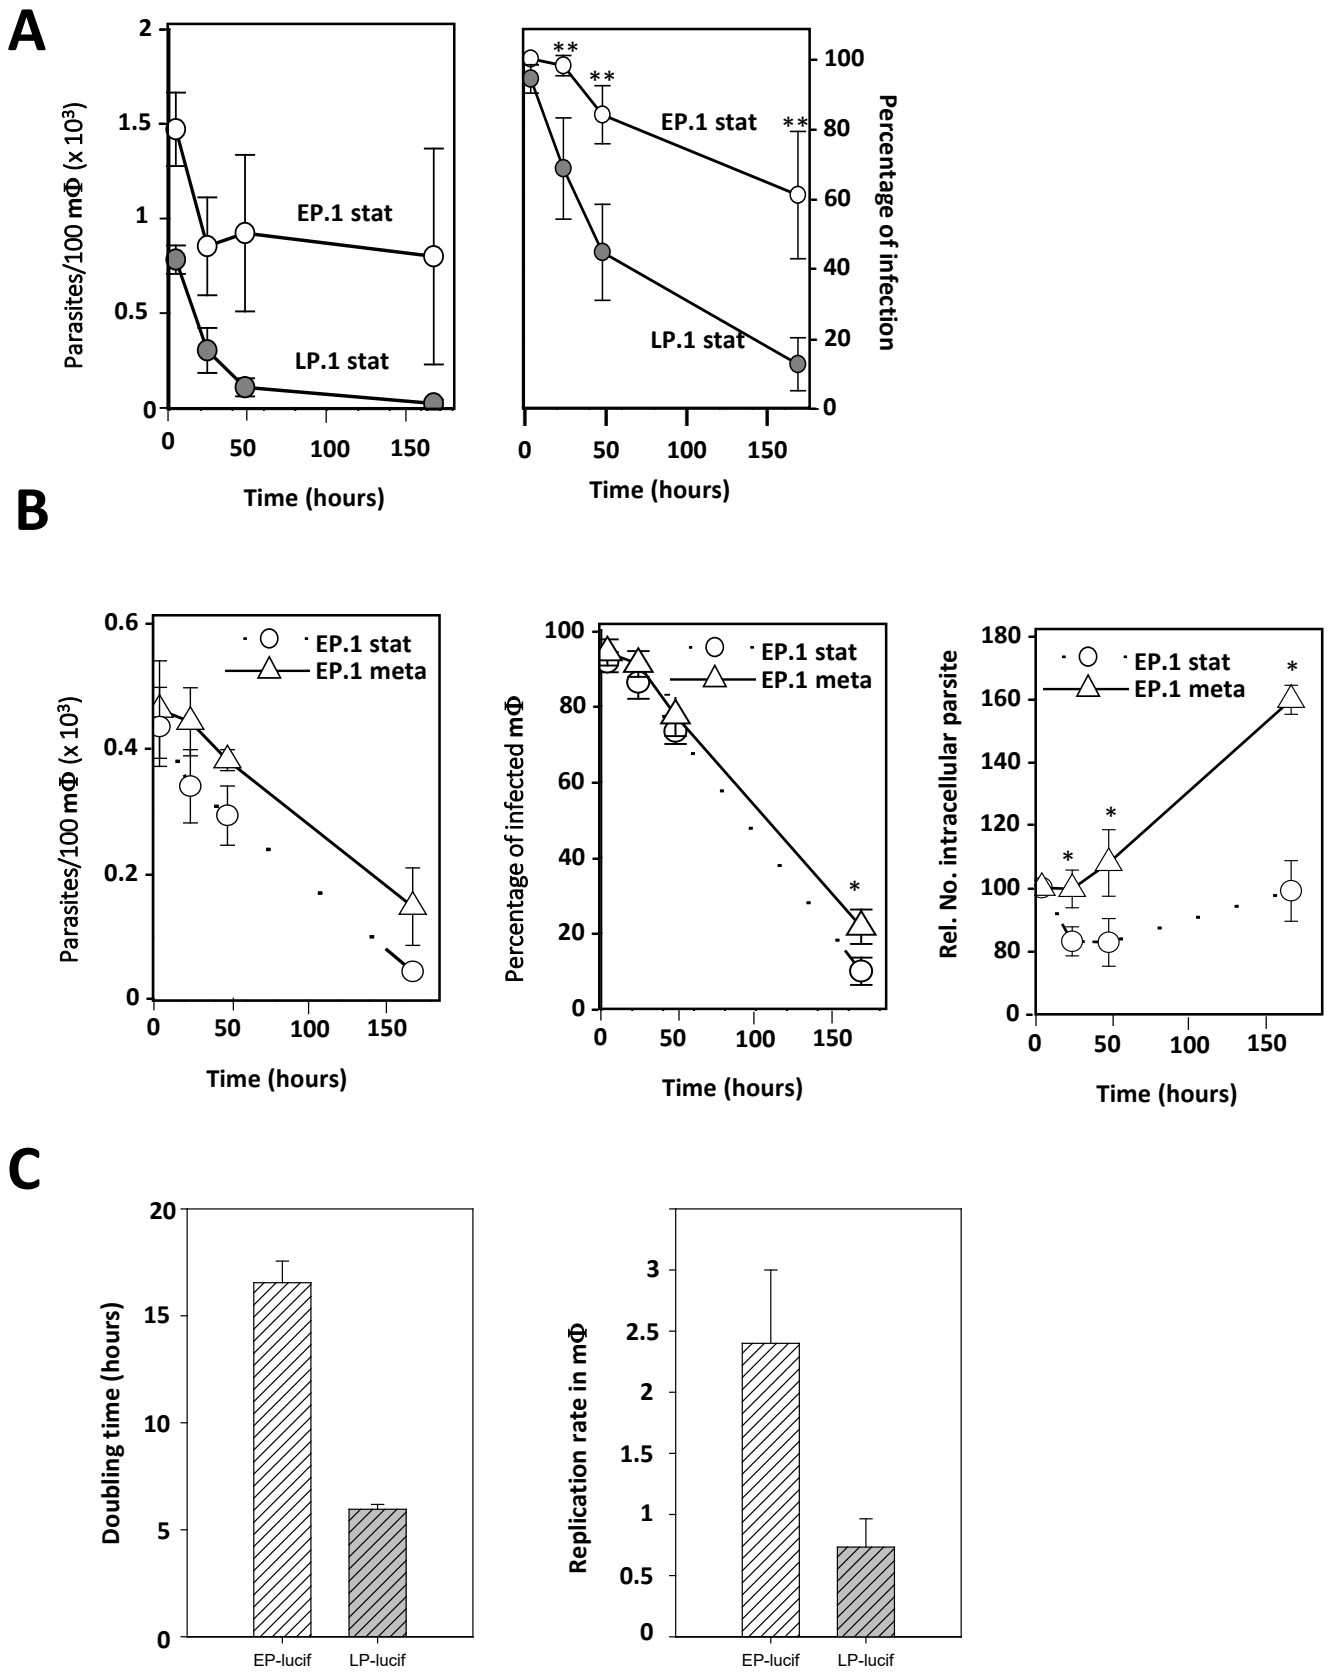 A
2
1.5
1
0.5
0
0
50
100
150
Parasites/100 mΦ (x 10³)
EP.1 stat
LP.1 stat
Time (hours)
**
**
**
EP.1 stat
LP.1 stat
100
80
60
40
20
0
Percentage of infection
0
50
100
150
Time (hours)
B
0.6
0.4
0.2
0
Parasites/100 mΦ (x 10³)
EP.1 stat
EP.1 meta
0
50
100
150
Time (hours)
100
80
60
40
20
0
Percentage of infected mΦ
EP.1 stat
EP.1 meta
*
0
50
100
150
Time (hours)
180
160
140
120
100
80
0
Rel. No. intracellular parsite
EP.1 stat
EP.1 meta
*
*
*
0
50
100
150
Time (hours)
C
20
15
10
5
0
Doubling time (hours)
EP-lucif
LP-lucif
3
2.5
2
1.5
1
0.5
0
Replication rate in mΦ
EP-lucif
LP-lucif